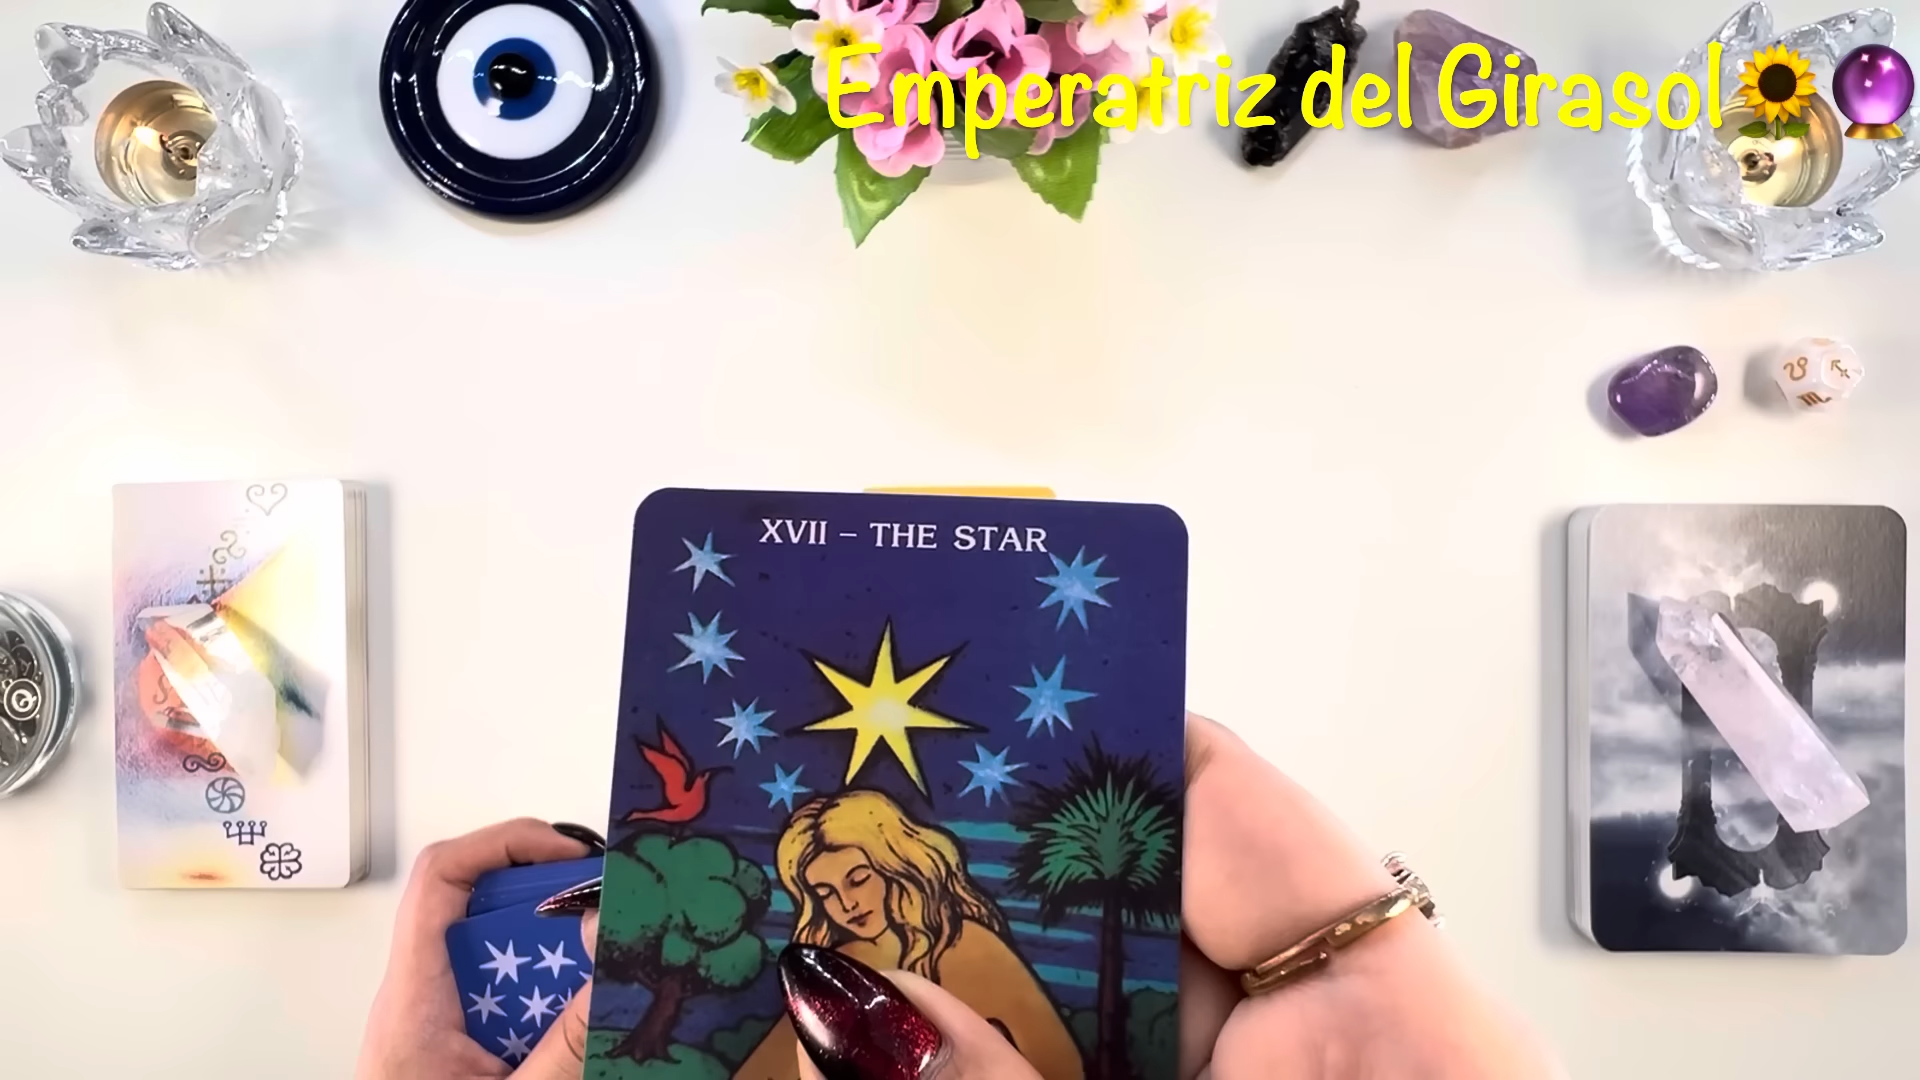 Emperatriz del Girasol🌻🔮
XVII – THE STAR